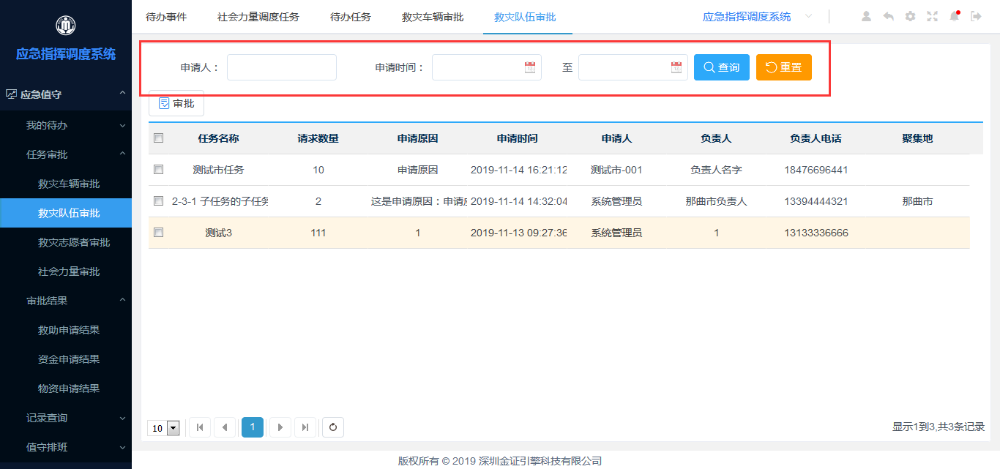 应急指挥调度系统
应急值守
我的待办
任务审批
救灾车辆审批
救灾队伍审批
救灾志愿者审批
社会力量审批
审批结果
救助申请结果
资金申请结果
物资申请结果
记录查询
值守排班
待办事件 社会力量调度任务 待办任务 救灾车辆审批 救灾队伍审批 应急指挥调度系统
申请人： 申请时间： 至 查询 重置
审批
任务名称 请求数量 申请原因 申请时间 申请人 负责人 负责人电话 聚集地
测试市任务 10 申请原因 2019-11-14 16:21:12 测试市-001 负责人名字 18476696441
2-3-1 子任务的子任务 2 这是申请原因：申请 2019-11-14 14:32:04 系统管理员 那曲市负责人 13394444321 那曲市
测试3 111 1 2019-11-13 09:27:36 系统管理员 1 13133336666
10 1 显示1到3,共3条记录
版权所有 © 2019 深圳金证引擎科技有限公司